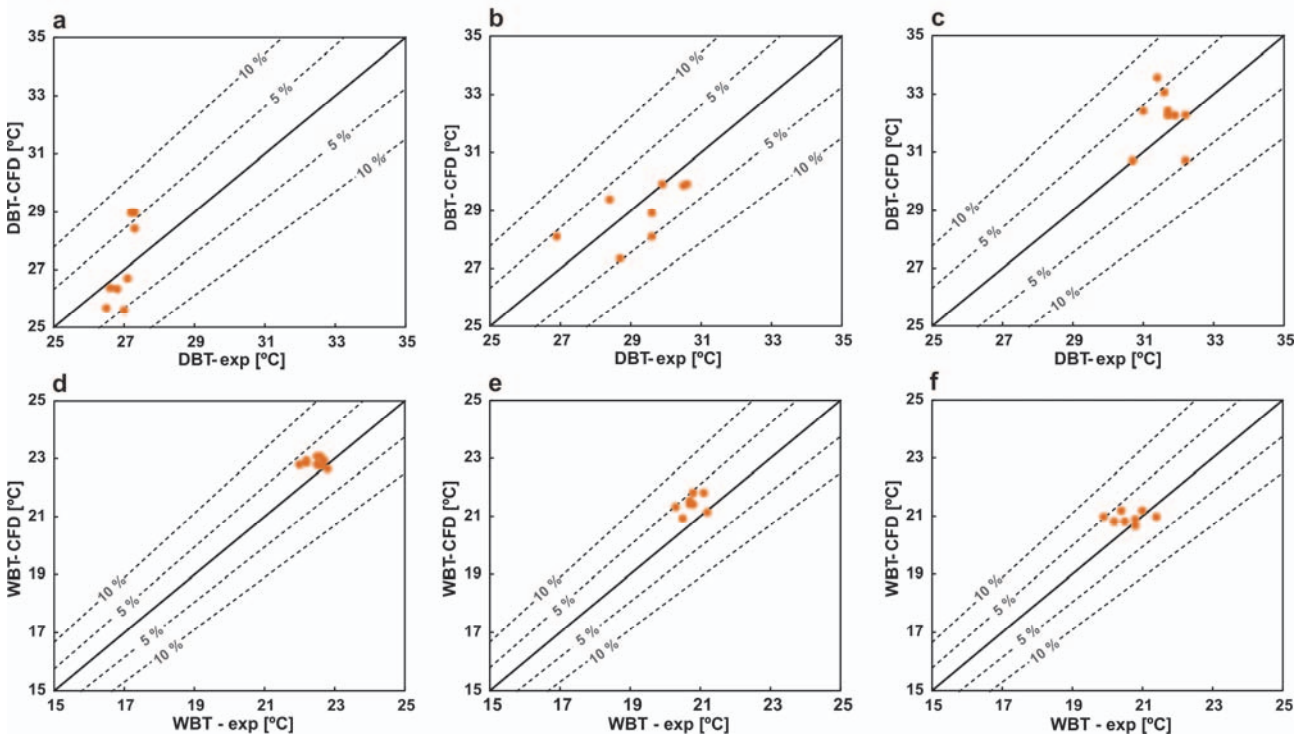 a
35
33
31
29
27
25
DBT- CFD [ºC]
10 %
5 %
5 %
10 %
25 27 29 31 33 35
DBT- exp [ºC]
b
35
33
31
29
27
25
DBT- CFD [ºC]
10 %
5 %
5 %
10 %
25 27 29 31 33 35
DBT- exp [ºC]
c
35
33
31
29
27
25
DBT- CFD [ºC]
10 %
5 %
5 %
10 %
25 27 29 31 33 35
DBT- exp [ºC]
d
25
23
21
19
17
15
WBT- CFD [ºC]
10 %
5 %
5 %
10 %
15 17 19 21 23 25
WBT - exp [ºC]
e
25
23
21
19
17
15
WBT- CFD [ºC]
10 %
5 %
5 %
10 %
15 17 19 21 23 25
WBT - exp [ºC]
f
25
23
21
19
17
15
WBT- CFD [ºC]
10 %
5 %
5 %
10 %
15 17 19 21 23 25
WBT - exp [ºC]